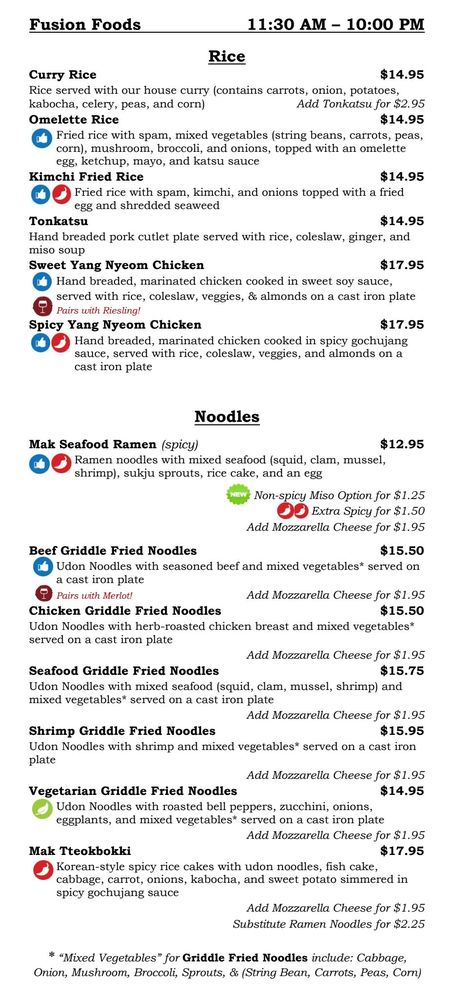 Fusion Foods 11:30 AM – 10:00 PM
Rice
Curry Rice $14.95
Rice served with our house curry (contains carrots, onion, potatoes,
kabocha, celery, peas, and corn) Add Tonkatsu for $2.95
Omelette Rice $14.95
Fried rice with spam, mixed vegetables (string beans, carrots, peas,
corn), mushroom, broccoli, and onions, topped with an omelette
egg, ketchup, mayo, and katsu sauce
Kimchi Fried Rice $14.95
Fried rice with spam, kimchi, and onions topped with a fried
egg and shredded seaweed
Tonkatsu $14.95
Hand breaded pork cutlet plate served with rice, coleslaw, ginger, and
miso soup
Sweet Yang Nyeom Chicken $17.95
Hand breaded, marinated chicken cooked in sweet soy sauce,
served with rice, coleslaw, veggies, & almonds on a cast iron plate
Pairs with Riesling!
Spicy Yang Nyeom Chicken $17.95
Hand breaded, marinated chicken cooked in spicy gochujang
sauce, served with rice, coleslaw, veggies, and almonds on a
cast iron plate
Noodles
Mak Seafood Ramen (spicy) $12.95
Ramen noodles with mixed seafood (squid, clam, mussel,
shrimp), sukju sprouts, rice cake, and an egg
NEW Non-spicy Miso Option for $1.25
Extra Spicy for $1.50
Add Mozzarella Cheese for $1.95
Beef Griddle Fried Noodles $15.50
Udon Noodles with seasoned beef and mixed vegetables* served on
a cast iron plate
Pairs with Merlot! Add Mozzarella Cheese for $1.95
Chicken Griddle Fried Noodles $15.50
Udon Noodles with herb-roasted chicken breast and mixed vegetables*
served on a cast iron plate
Add Mozzarella Cheese for $1.95
Seafood Griddle Fried Noodles $15.75
Udon Noodles with mixed seafood (squid, clam, mussel, shrimp) and
mixed vegetables* served on a cast iron plate
Add Mozzarella Cheese for $1.95
Shrimp Griddle Fried Noodles $15.95
Udon Noodles with shrimp and mixed vegetables* served on a cast iron
plate
Add Mozzarella Cheese for $1.95
Vegetarian Griddle Fried Noodles $14.95
Udon Noodles with roasted bell peppers, zucchini, onions,
eggplants, and mixed vegetables* served on a cast iron plate
Add Mozzarella Cheese for $1.95
Mak Tteokbokki $17.95
Korean-style spicy rice cakes with udon noodles, fish cake,
cabbage, carrot, onions, kabocha, and sweet potato simmered in
spicy gochujang sauce
Add Mozzarella Cheese for $1.95
Substitute Ramen Noodles for $2.25
* “Mixed Vegetables” for Griddle Fried Noodles include: Cabbage,
Onion, Mushroom, Broccoli, Sprouts, & (String Bean, Carrots, Peas, Corn)